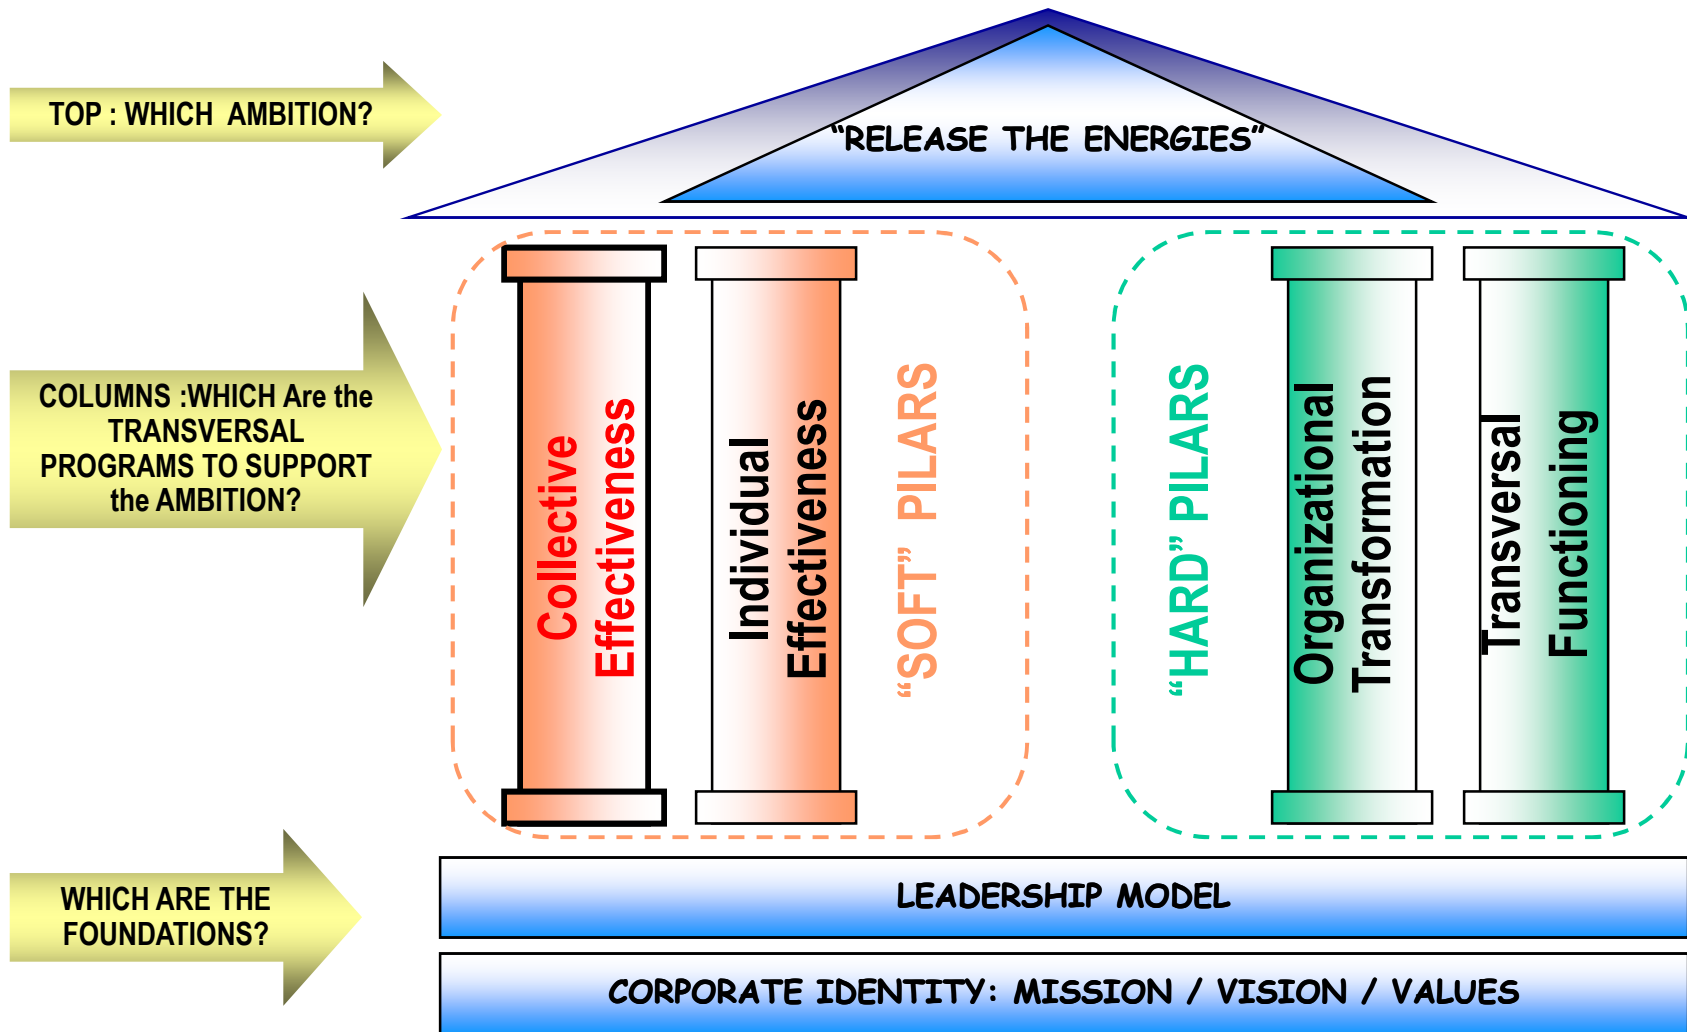 TOP : WHICH  AMBITION?
“RELEASE THE ENERGIES”
COLUMNS :WHICH Are the
TRANSVERSAL
PROGRAMS TO SUPPORT
the AMBITION?
Collective
Effectiveness
Individual
Effectiveness
“SOFT” PILARS
“HARD” PILARS
Organizational
Transformation
Transversal
Functioning
WHICH ARE THE
FOUNDATIONS?
LEADERSHIP MODEL
CORPORATE IDENTITY: MISSION / VISION / VALUES